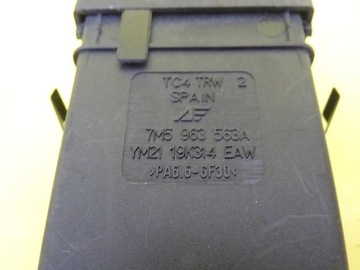 TC4 TRW 2
SPAIN
7M5 963 563A
YM21 19K314 EAW
>PA6.6-GF30<